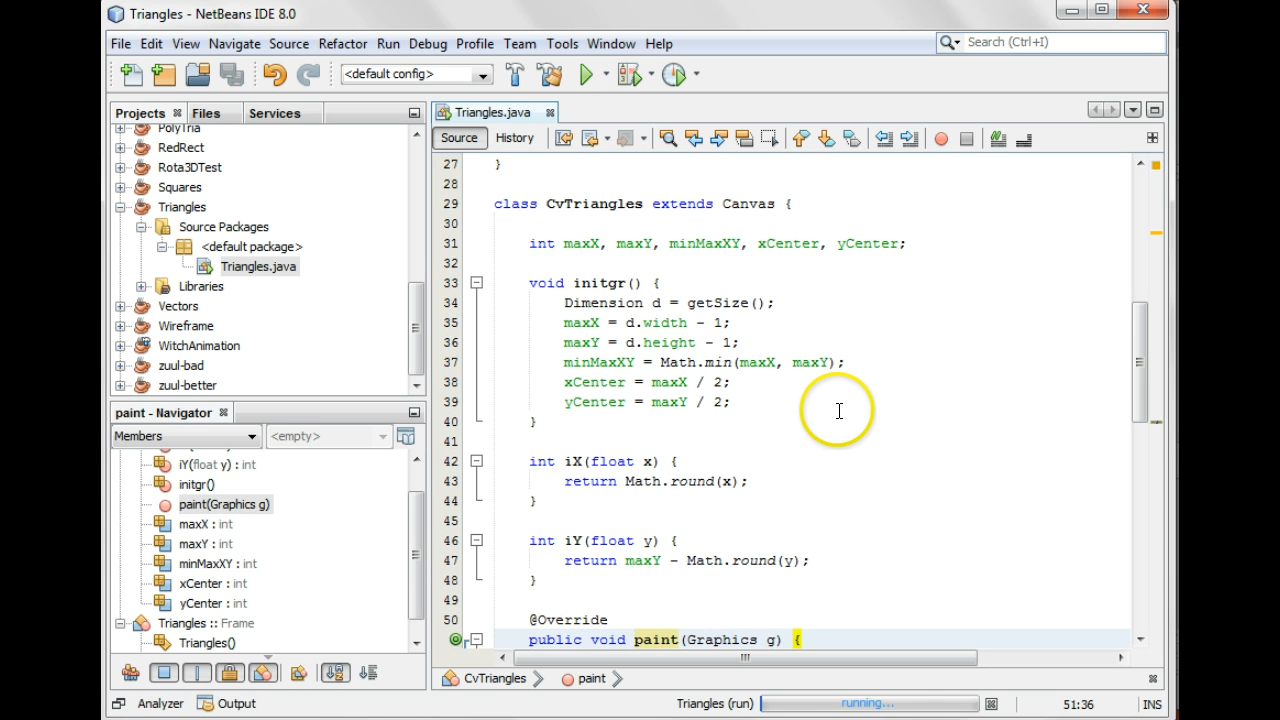 Triangles - NetBeans IDE 8.0
File Edit View Navigate Source Refactor Run Debug Profile Team Tools Window Help
Search (Ctrl+I)
<default config>
Projects Files Services
PolyTria
RedRect
Rota3DTest
Squares
Triangles
Source Packages
<default package>
Triangles.java
Libraries
Vectors
Wireframe
WitchAnimation
zuul-bad
zuul-better
paint - Navigator
Members <empty>
iY(float y) : int
initgr()
paint(Graphics g)
maxX : int
maxY : int
minMaxXY : int
xCenter : int
yCenter : int
Triangles :: Frame
Triangles()
Triangles.java
Source History
27 }
28
29 class CvTriangles extends Canvas {
30
31 int maxX, maxY, minMaxXY, xCenter, yCenter;
32
33 void initgr() {
34 Dimension d = getSize();
35 maxX = d.width - 1;
36 maxY = d.height - 1;
37 minMaxXY = Math.min(maxX, maxY);
38 xCenter = maxX / 2;
39 yCenter = maxY / 2;
40 }
41
42 int iX(float x) {
43 return Math.round(x);
44 }
45
46 int iY(float y) {
47 return maxY - Math.round(y);
48 }
49
50 @Override
public void paint(Graphics g) {
CvTriangles paint
Analyzer Output
Triangles (run) running... 51:36 INS